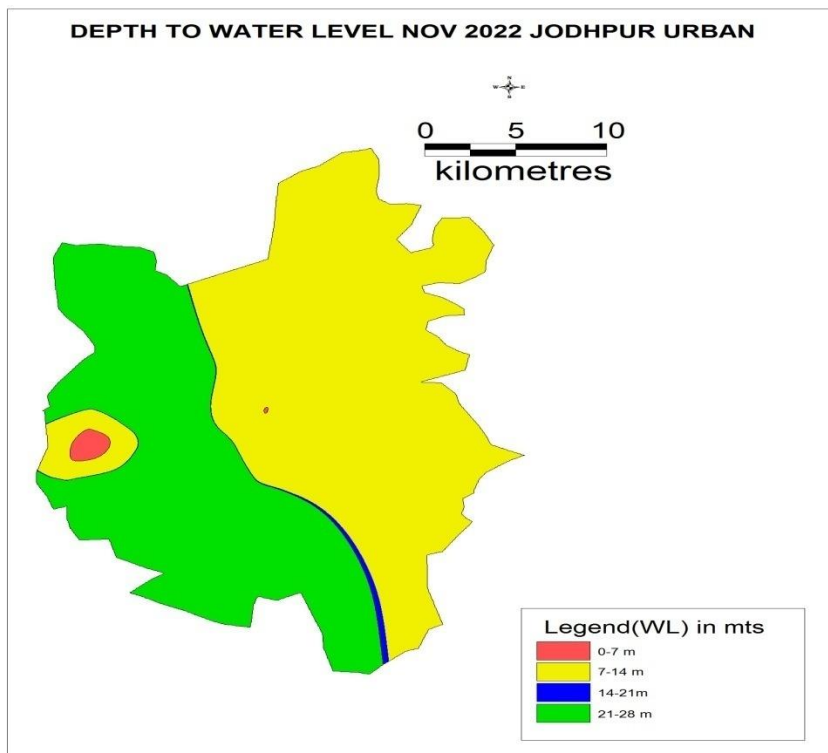 DEPTH TO WATER LEVEL NOV 2022 JODHPUR URBAN
N
W E
S
0 5 10
kilometres
Legend(WL) in mts
0-7 m
7-14 m
14-21m
21-28 m